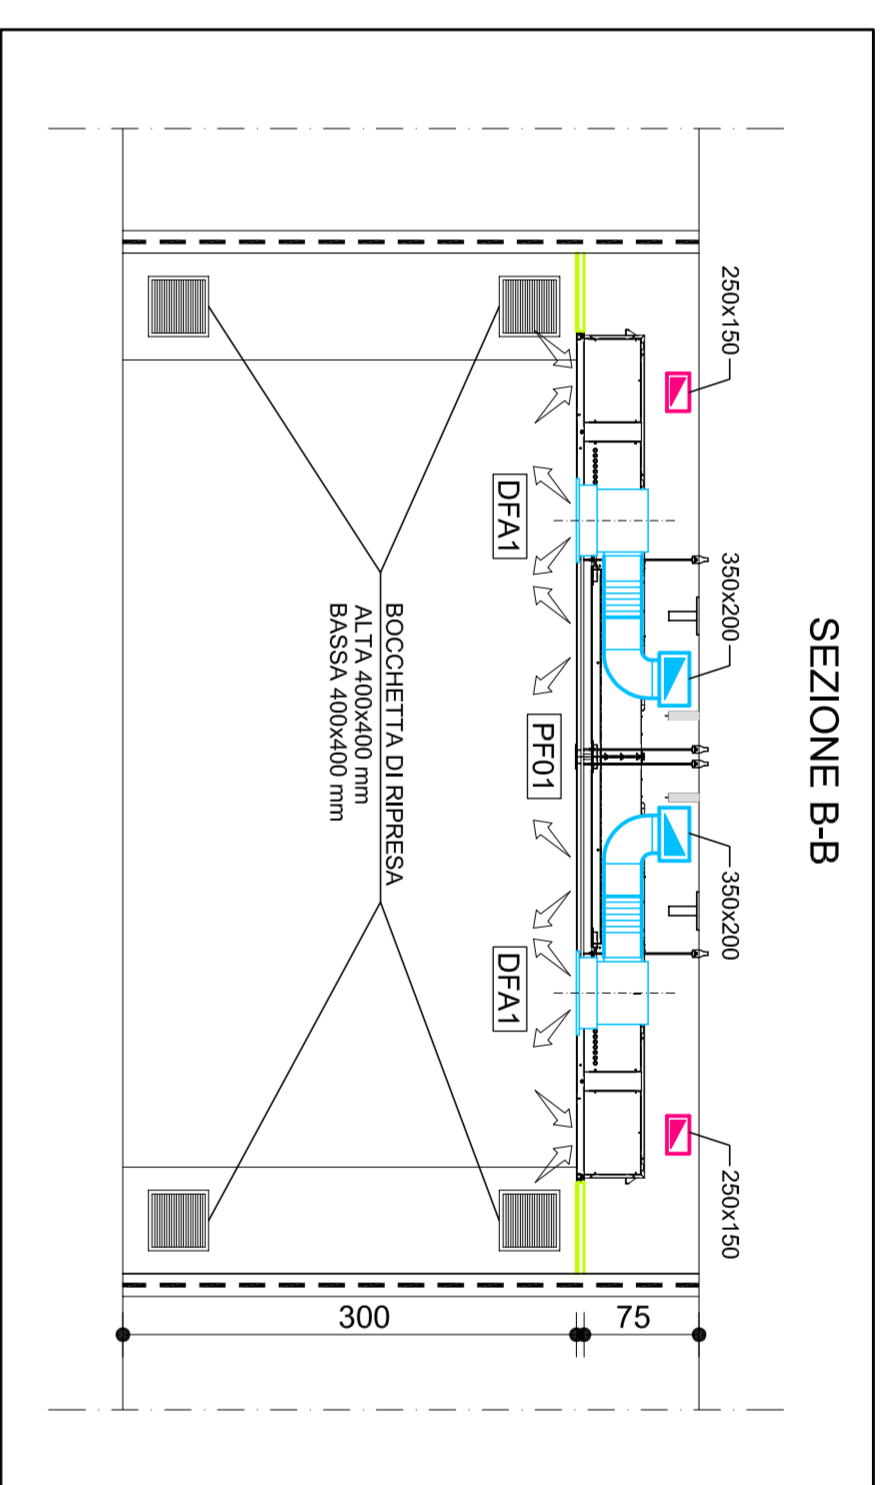 SEZIONE B-B
250x150
350x200
350x200
250x150
DFA1
PF01
DFA1
BOCCHETTA DI RIPRESA
ALTA 400x400 mm
BASSA 400x400 mm
75
300